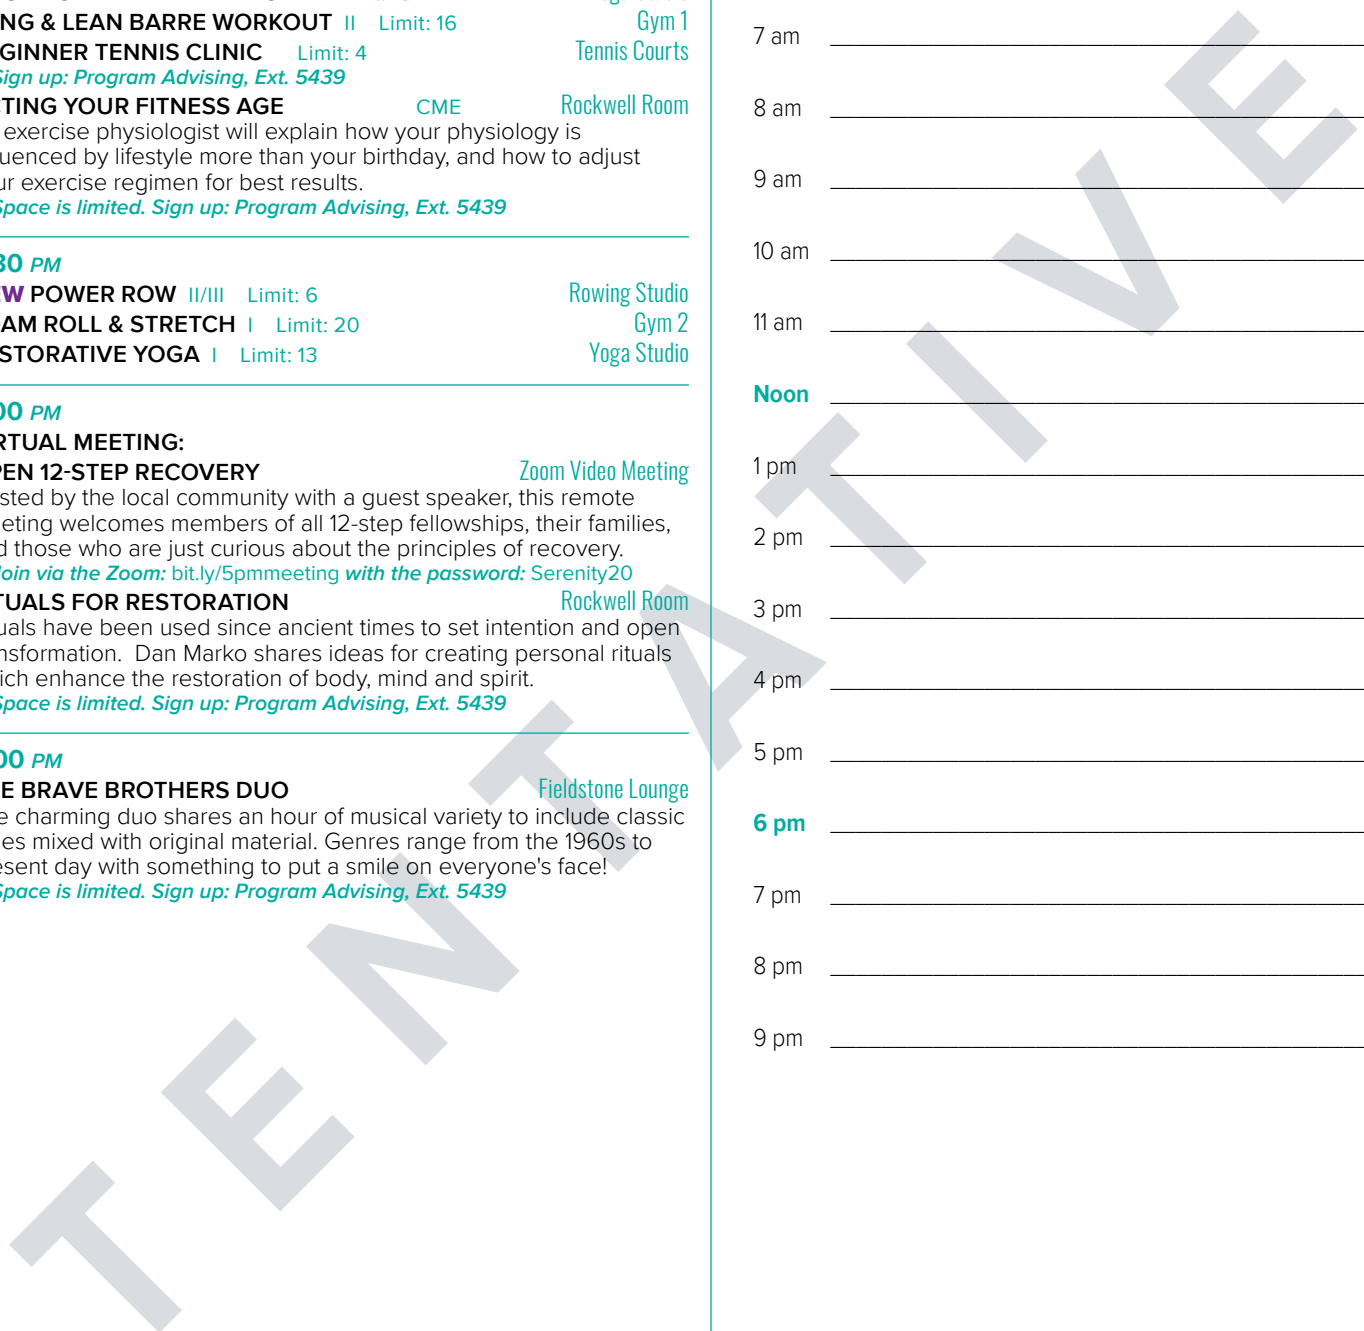 NG & LEAN BARRE WORKOUT II Limit: 16 Gym 1
GINNER TENNIS CLINIC Limit: 4 Tennis Courts
Sign up: Program Advising, Ext. 5439
TING YOUR FITNESS AGE CME Rockwell Room
exercise physiologist will explain how your physiology is
uenced by lifestyle more than your birthday, and how to adjust
ur exercise regimen for best results.
Space is limited. Sign up: Program Advising, Ext. 5439
30 PM
EW POWER ROW II/III Limit: 6 Rowing Studio
AM ROLL & STRETCH I Limit: 20 Gym 2
STORATIVE YOGA I Limit: 13 Yoga Studio
00 PM
RTUAL MEETING:
PEN 12-STEP RECOVERY Zoom Video Meeting
sted by the local community with a guest speaker, this remote
eting welcomes members of all 12-step fellowships, their families,
d those who are just curious about the principles of recovery.
Join via the Zoom: bit.ly/5pmmeeting with the password: Serenity20
TUALS FOR RESTORATION Rockwell Room
uals have been used since ancient times to set intention and open
nsformation. Dan Marko shares ideas for creating personal rituals
ich enhance the restoration of body, mind and spirit.
Space is limited. Sign up: Program Advising, Ext. 5439
00 PM
E BRAVE BROTHERS DUO Fieldstone Lounge
e charming duo shares an hour of musical variety to include classic
es mixed with original material. Genres range from the 1960s to
esent day with something to put a smile on everyone's face!
Space is limited. Sign up: Program Advising, Ext. 5439
7 am
8 am
9 am
10 am
11 am
Noon
1 pm
2 pm
3 pm
4 pm
5 pm
6 pm
7 pm
8 pm
9 pm
TENTATIVE